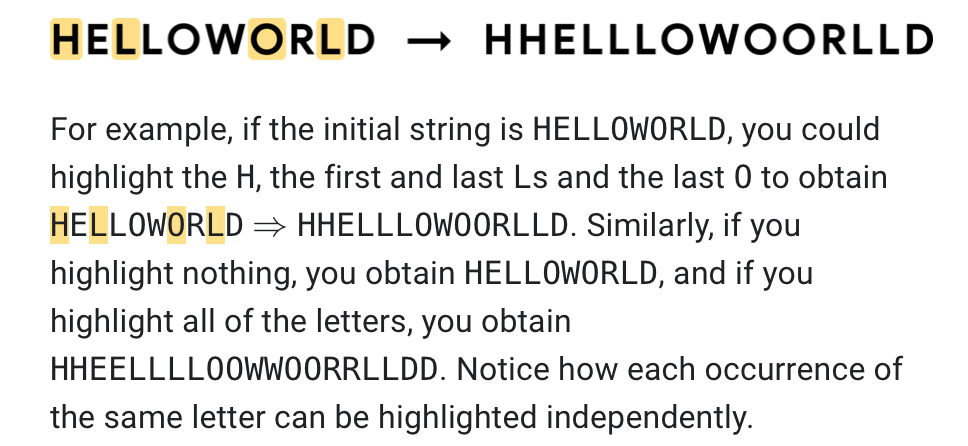 HELLOWORLD → HHELLLOWOORLLD
For example, if the initial string is HELLOWORLD, you could
highlight the H, the first and last Ls and the last O to obtain
HELLOWORLD ⇒ HHELLLOWOORLLD. Similarly, if you
highlight nothing, you obtain HELLOWORLD, and if you
highlight all of the letters, you obtain
HHEELLLLOOWWOORRLLDD. Notice how each occurrence of
the same letter can be highlighted independently.